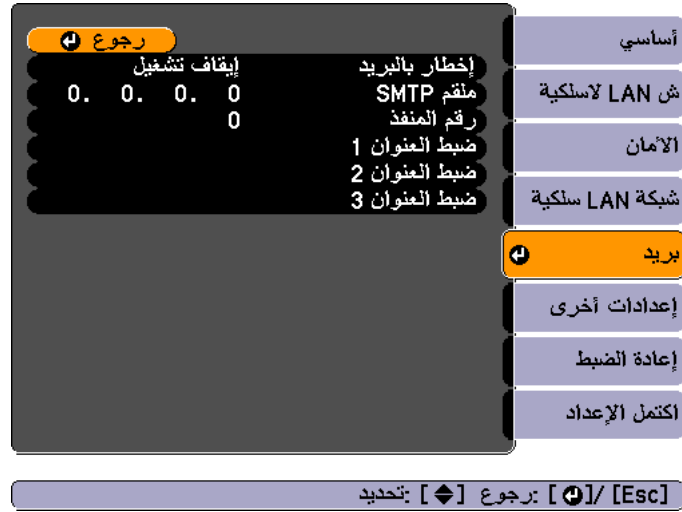 أساسي
ش LAN لاسلكية
الأمان
شبكة LAN سلكية
بريد
إعدادات أخرى
إعادة الضبط
اكتمل الإعداد
رجوع
إخطار بالبريد إيقاف تشغيل
ملقم SMTP 0. 0. 0. 0
رقم المنفذ 0
ضبط العنوان 1
ضبط العنوان 2
ضبط العنوان 3
[Esc] /[ ] :رجوع [ ] :تحديد